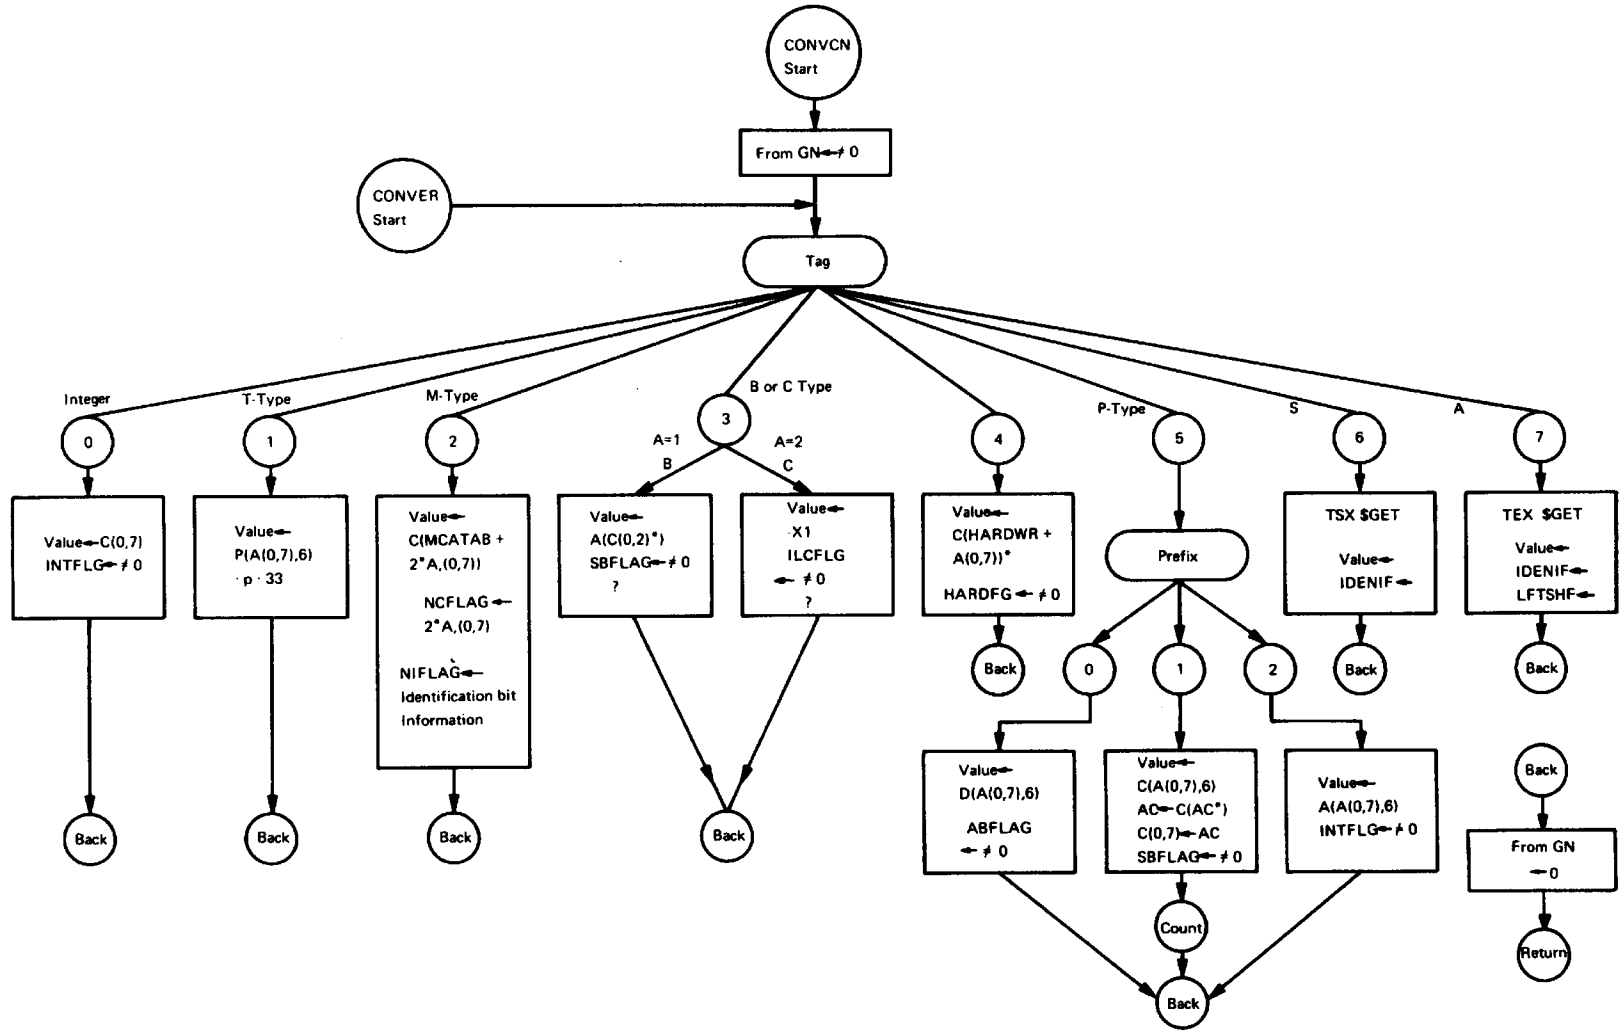 CONVCN
Start
From GN←≠ 0
CONVER
Start
Tag
Integer
T-Type
M-Type
B or C Type
P-Type
S
A
0
1
2
3
4
5
6
7
A=1
B
A=2
C
Value←C(0,7)
INTFLG←≠ 0
Value←
P(A(0,7),6)
·p·33
Value←
C(MCATAB +
2*A,(0,7))
NCFLAG←
2*A,(0,7)
NIFLAG←
Identification bit
Information
Value←
A(C(0,2)*)
SBFLAG←≠ 0
?
Value←
·X1
ILCFLG
← ≠0
?
Value←
C(HARDWR +
A(0,7))*
HARDFG ← ≠0
Prefix
TSX $GET
Value←
IDENIF←
TEX $GET
Value←
IDENIF←
LFTSHF←
Back
0
1
2
Back
Back
Value←
D(A(0,7),6)
ABFLAG
← ≠ 0
Value←
C(A(0,7),6)
AC←C(AC*)
C(0,7)←AC
SBFLAG← ≠ 0
Value←
A(A(0,7),6)
INTFLG←≠ 0
Back
Back
Back
Back
Back
From GN
←0
Count
Return
Back